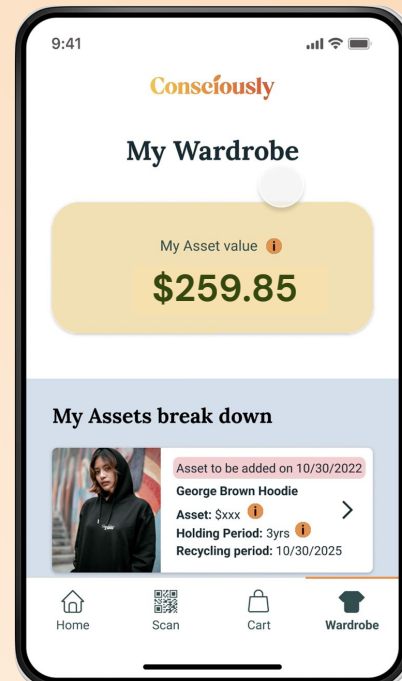 9:41
Consciously
My Wardrobe
My Asset value i
$259.85
My Assets break down
Asset to be added on 10/30/2022
George Brown Hoodie
Asset: $xxx i
Holding Period: 3yrs i
Recycling period: 10/30/2025
Home Scan Cart Wardrobe